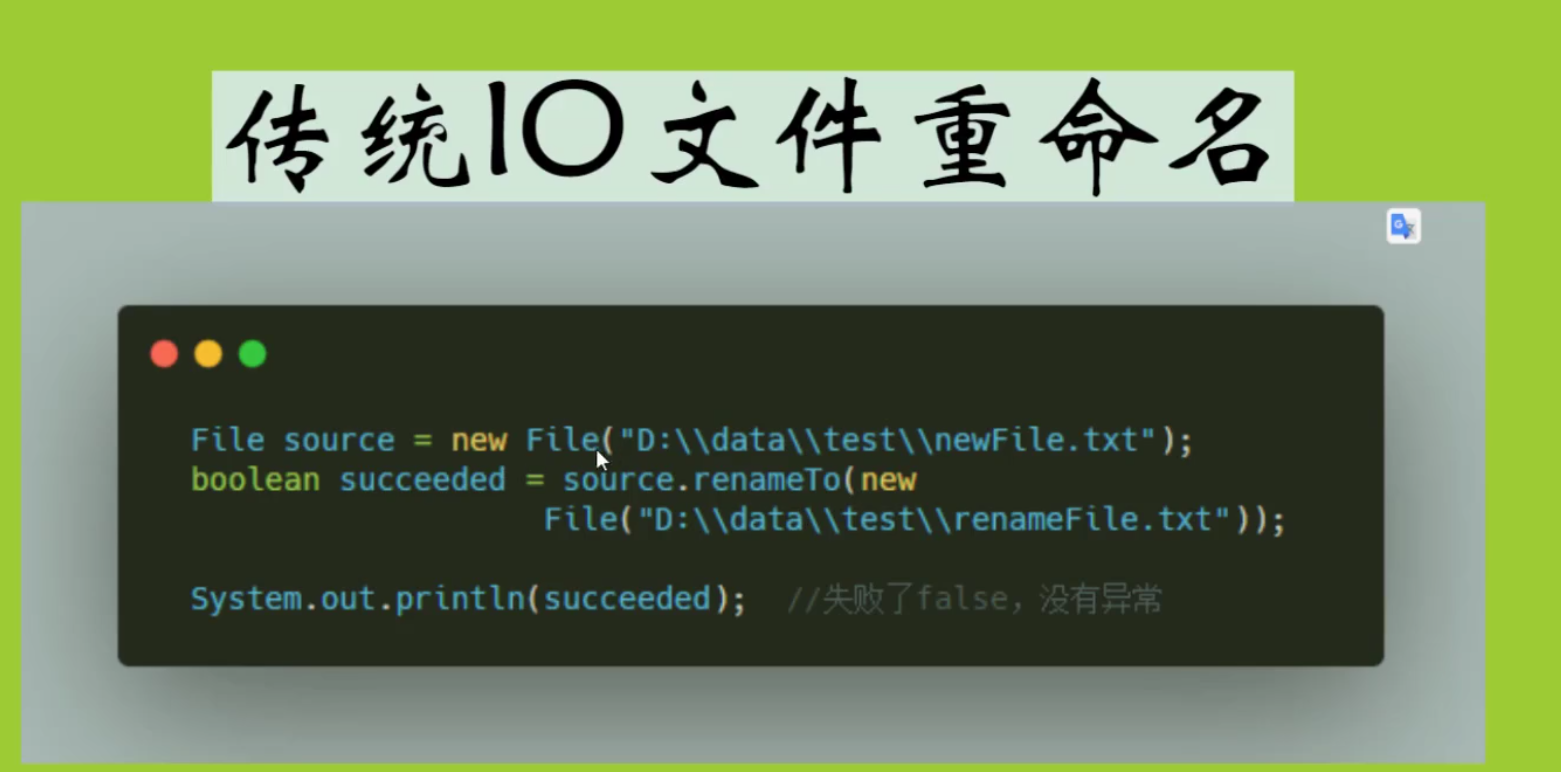 传统IO文件重命名
File source = new File("D:\\data\\test\\newFile.txt");
boolean succeeded = source.renameTo(new
File("D:\\data\\test\\renameFile.txt"));
System.out.println(succeeded); //失败了false，没有异常